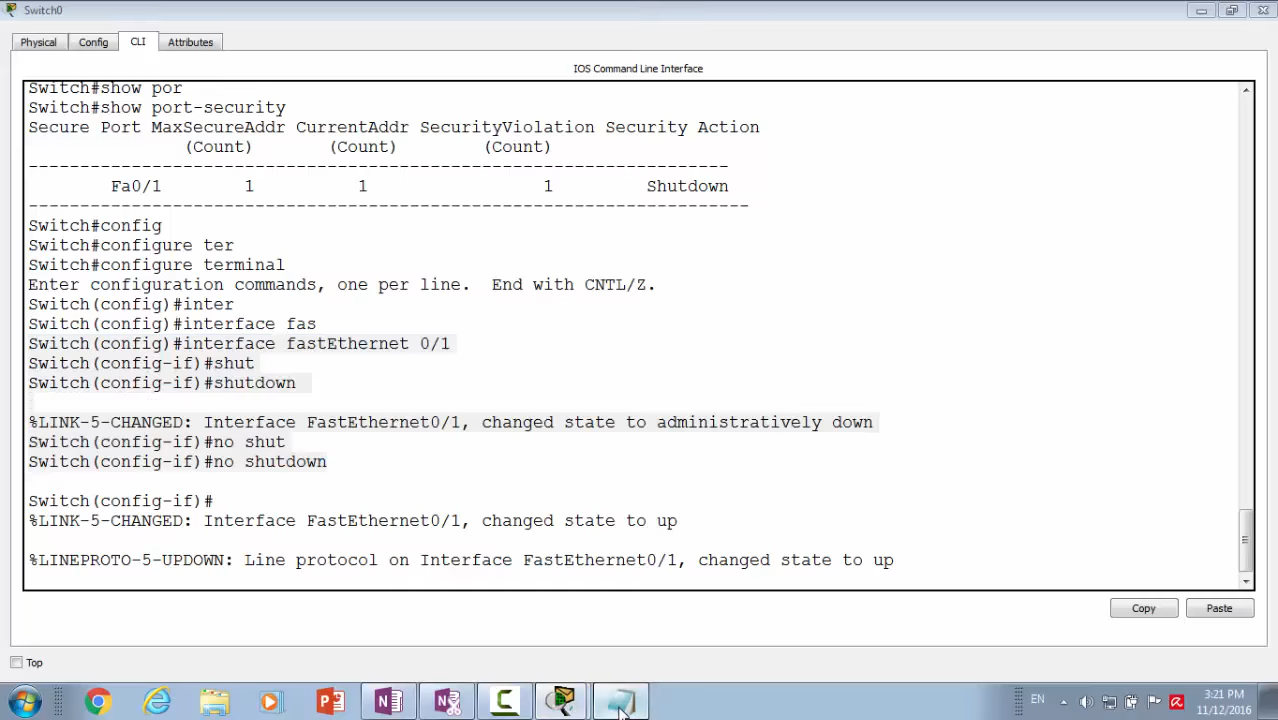 Switch0
Physical Config CLI Attributes
IOS Command Line Interface
Switch#show por
Switch#show port-security
Secure Port MaxSecureAddr CurrentAddr SecurityViolation Security Action
(Count) (Count) (Count)
--------------------------------------------------------------------
Fa0/1 1 1 1 Shutdown
----------------------------------------------------------------------
Switch#config
Switch#configure ter
Switch#configure terminal
Enter configuration commands, one per line. End with CNTL/Z.
Switch(config)#inter
Switch(config)#interface fas
Switch(config)#interface fastEthernet 0/1
Switch(config-if)#shut
Switch(config-if)#shutdown
%LINK-5-CHANGED: Interface FastEthernet0/1, changed state to administratively down
Switch(config-if)#no shut
Switch(config-if)#no shutdown
Switch(config-if)#
%LINK-5-CHANGED: Interface FastEthernet0/1, changed state to up
%LINEPROTO-5-UPDOWN: Line protocol on Interface FastEthernet0/1, changed state to up
Copy Paste
Top
EN
3:21 PM
11/12/2016